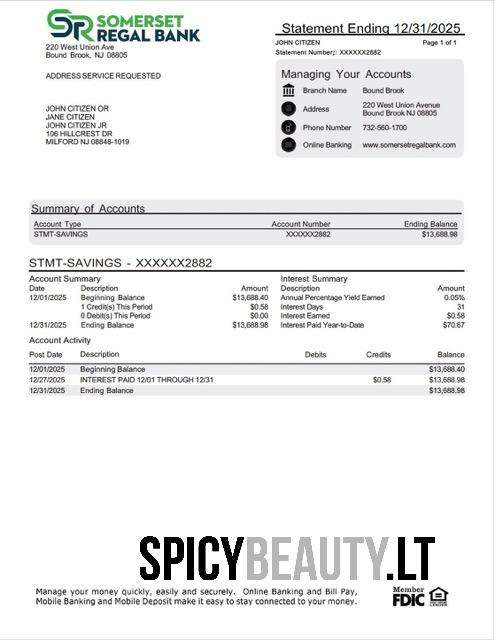 SR SOMERSET
REGAL BANK
220 West Union Ave
Bound Brook, NJ 08805
ADDRESS SERVICE REQUESTED
JOHN CITIZEN OR
JANE CITIZEN
JOHN CITIZEN JR
106 HILLCREST DR
MILFORD NJ 08848-1019
Statement Ending 12/31/2025
JOHN CITIZEN Page 1 of 1
Statement Number: XXXXXX2882
Managing Your Accounts
Branch Name Bound Brook
Address 220 West Union Avenue
Bound Brook NJ 08805
Phone Number 732-560-1700
Online Banking www.somersetregalbank.com
Summary of Accounts
Account Type Account Number Ending Balance
STMT-SAVINGS XXXXXX2882 $13,688.98
STMT-SAVINGS - XXXXXX2882
Account Summary
Date Description Amount
12/01/2025 Beginning Balance $13,688.40
1 Credit(s) This Period $0.58
0 Debit(s) This Period $0.00
12/31/2025 Ending Balance $13,688.98
Interest Summary
Description Amount
Annual Percentage Yield Earned 0.05%
Interest Days 31
Interest Earned $0.58
Interest Paid Year-to-Date $70.67
Account Activity
Post Date Description Debits Credits Balance
12/01/2025 Beginning Balance $13,688.40
12/27/2025 INTEREST PAID 12/01 THROUGH 12/31 $0.58 $13,688.98
12/31/2025 Ending Balance $13,688.98
SPICYBEAUTY.LT
Manage your money quickly, easily and securely. Online Banking and Bill Pay,
Mobile Banking and Mobile Deposit make it easy to stay connected to your money.
Member
FDIC